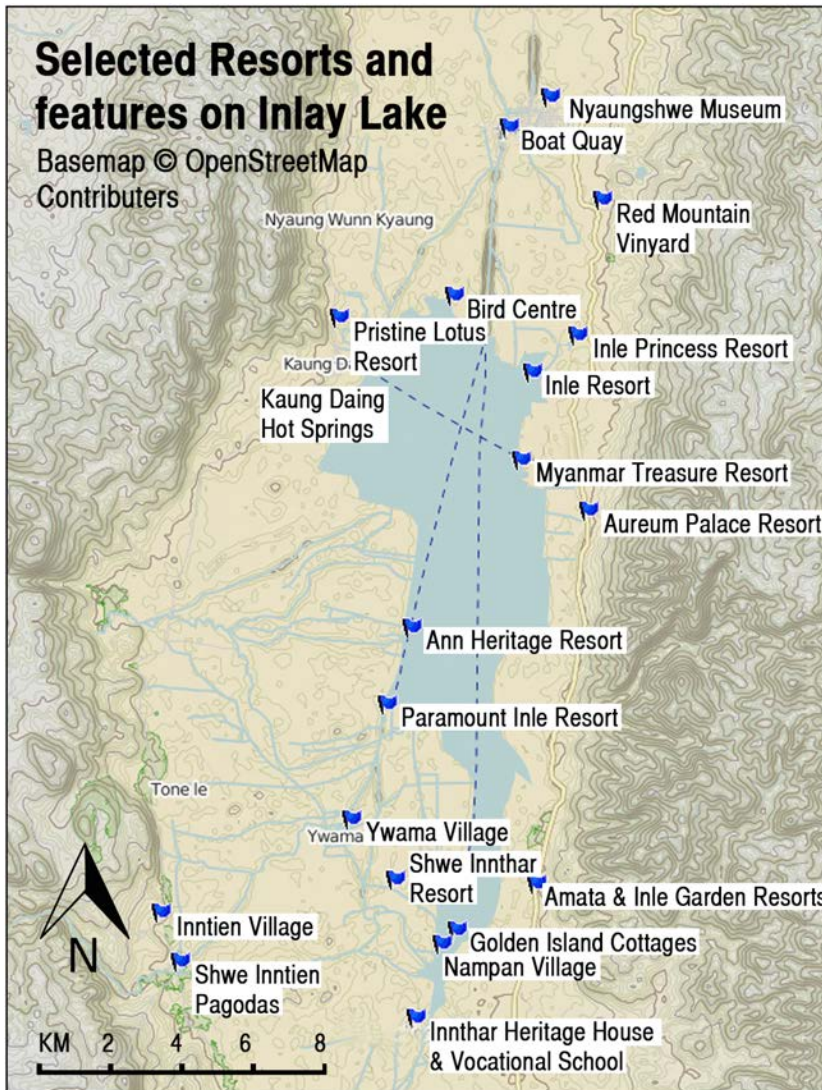 Selected Resorts and
features on Inlay Lake
Basemap © OpenStreetMap
Contributers
Nyaungshwe Museum
Boat Quay
Red Mountain
Vinyard
Nyaung Wunn Kyaung
Bird Centre
Pristine Lotus
Resort
Inle Princess Resort
Kaung Da
Inle Resort
Kaung Daing
Hot Springs
Myanmar Treasure Resort
Aureum Palace Resort
Ann Heritage Resort
Paramount Inle Resort
Tone le
Ywama
Ywama Village
Shwe Innthar
Resort
Amata & Inle Garden Resorts
Inntien Village
Golden Island Cottages
Nampan Village
Shwe Inntien
Pagodas
Innthar Heritage House
& Vocational School
N
KM 2 4 6 8